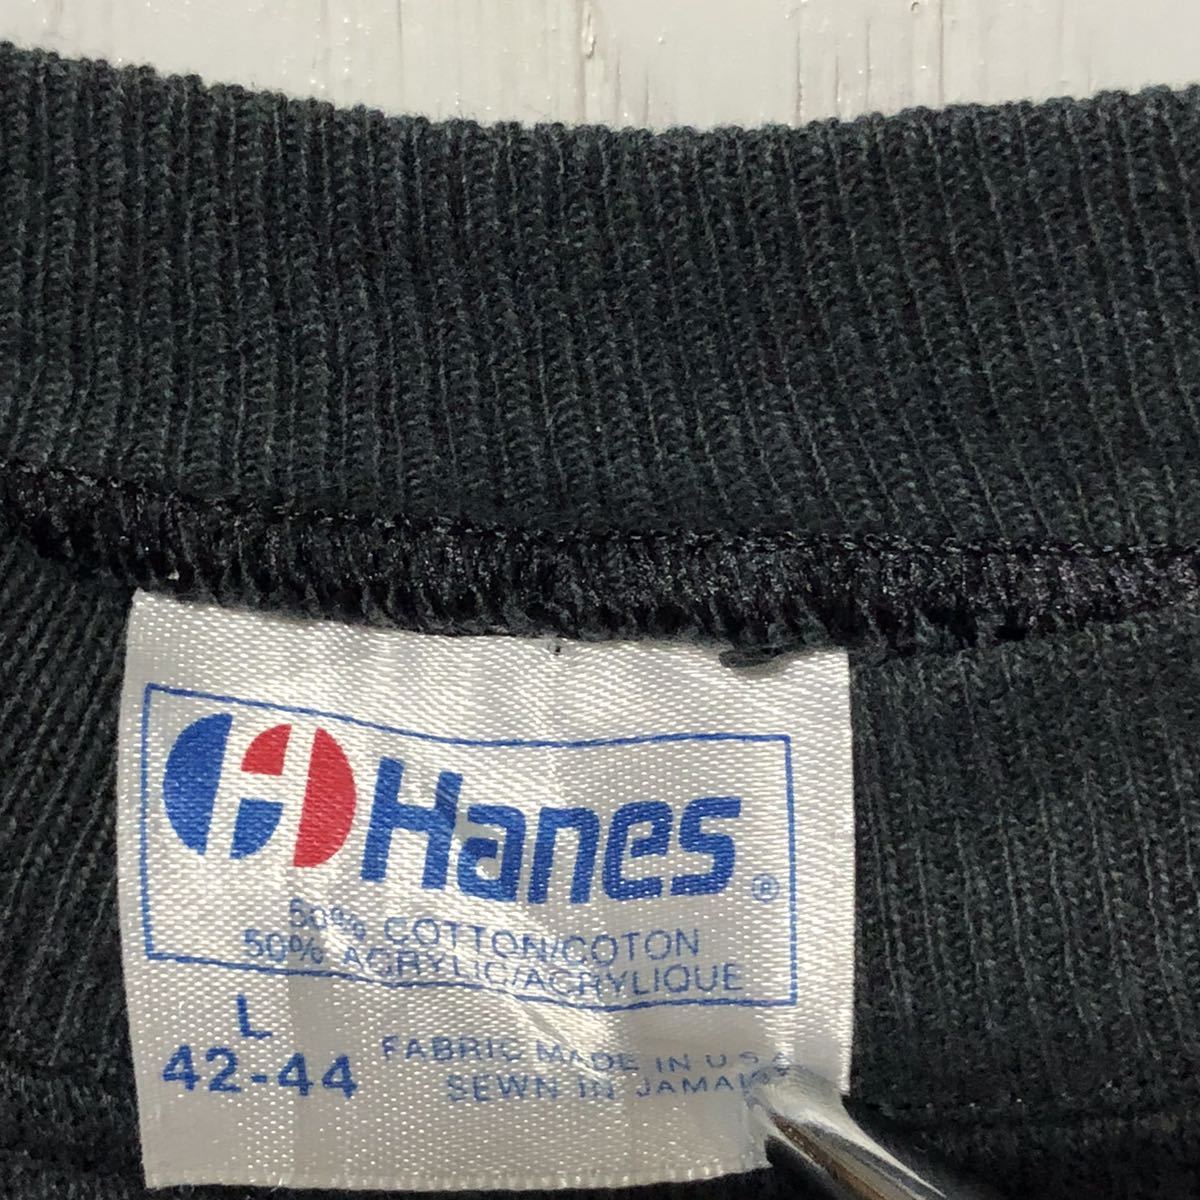 Hanes®
50% COTTON/COTON
50% ACRYLIC/ACRYLIQUE
L
42-44
FABRIC MADE IN U.S.A.
SEWN IN JAMAICA